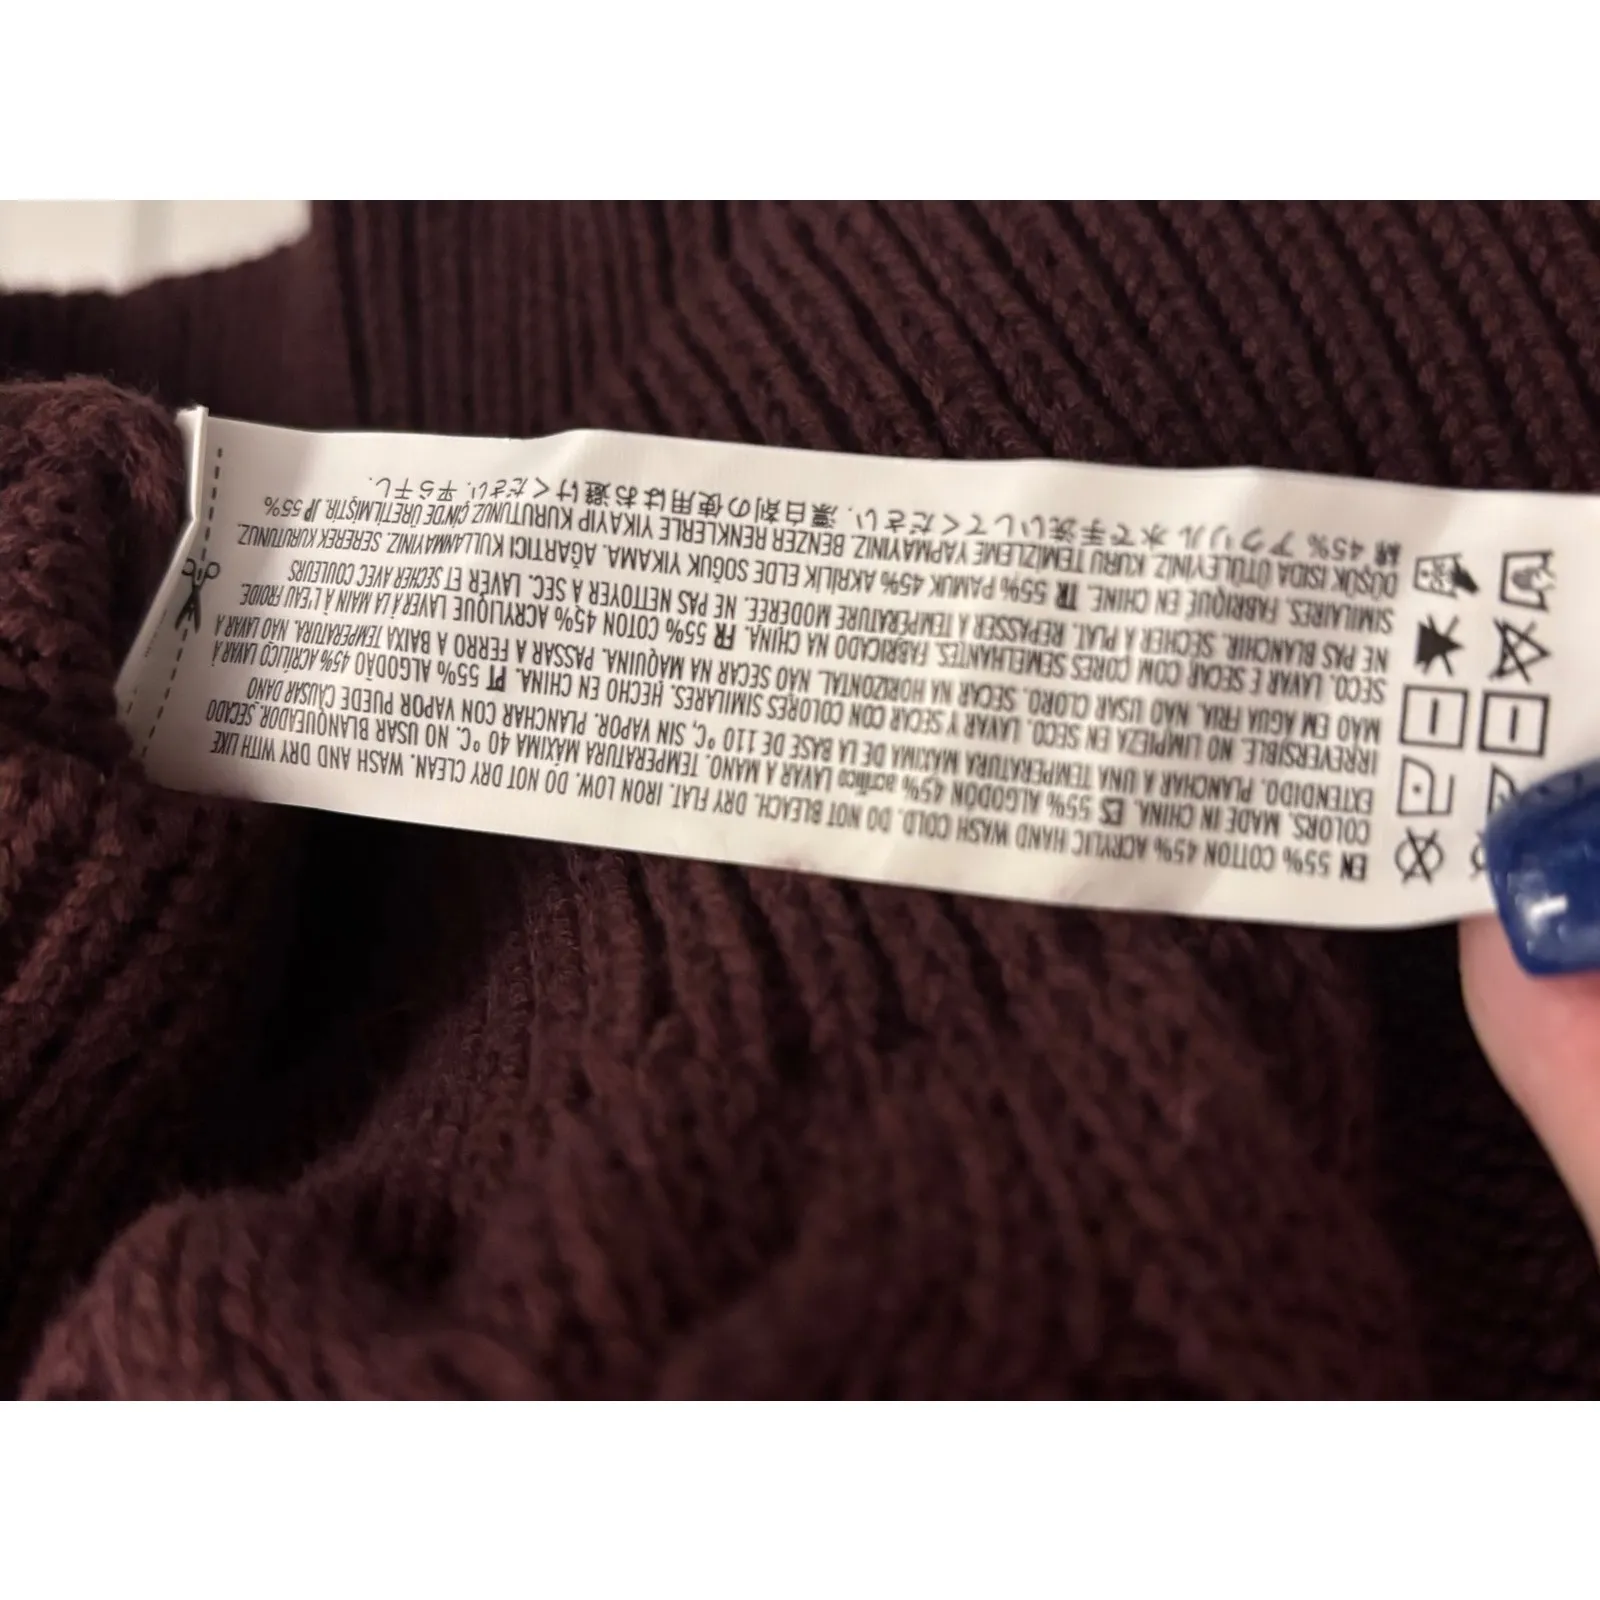 EN 55% COTTON 45% ACRYLIC HAND WASH COLD. DO NOT BLEACH. DRY FLAT. IRON LOW. DO NOT DRY CLEAN. WASH AND DRY WITH LIKE
COLORS. MADE IN CHINA. ES 55% ALGODÓN 45% acrílico LAVAR A MANO. TEMPERATURA MÁXIMA 40 °C. NO USAR BLANQUEADOR. SECADO
EXTENDIDO. PLANCHAR A UNA TEMPERATURA MÁXIMA DE LA BASE DE 110 °C, SIN VAPOR. PLANCHAR CON VAPOR PUEDE CAUSAR DANO
IRREVERSIBLE. NO LIMPIEZA EN SECO. LAVAR Y SECAR CON COLORES SIMILARES. HECHO EN CHINA. PT 55% ALGODÃO 45% ACRÍLICO LAVAR À
MÃO EM AGUA FRIA. NÃO USAR CLORO. SECAR NA HORIZONTAL. NÃO SECAR NA MÁQUINA. PASSAR A FERRO A BAIXA TEMPERATURA. NÃO LAVAR A
SECO. LAVAR E SECAR COM CORES SEMELHANTES. FABRICADO NA CHINA. FR 55% COTON 45% ACRYLIQUE LAVER À LA MAIN À L'EAU FROIDE.
NE PAS BLANCHIR. SÉCHER À PLAT. REPASSER À TEMPÉRATURE MODÉRÉE. NE PAS NETTOYER À SEC. LAVER ET SÉCHER AVEC COULEURS
SIMILAIRES. FABRIQUÉ EN CHINE. TR 55% PAMUK 45% AKRİLİK ELDE SOĞUK YIKAMA. AĞARTICI KULLANMAYINIZ. SEREREK KURUTUNUZ.
DÜŞÜK ISIDA ÜTÜLEYİNİZ. KURU TEMİZLEME YAPMAYINIZ. BENZER RENKLERLE YIKAYIP KURUTUNUZ. ÇİN'DE ÜRETİLMİŞTİR. JP 55%
綿 45% アクリル 水で手洗いしてください. 漂白剤の使用はお避けください. 平ら干し.